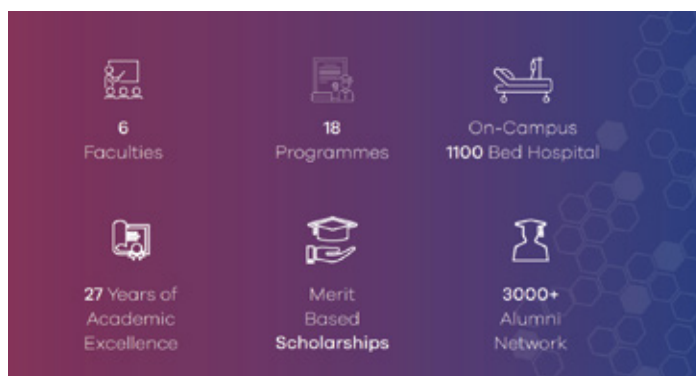 6
Faculties
18
Programmes
On-Campus
1100 Bed Hospital
27 Years of
Academic
Excellence
Merit
Based
Scholarships
3000+
Alumni
Network